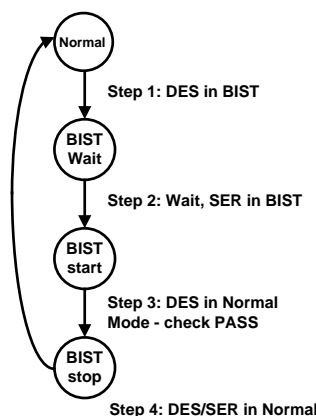 Normal
Step 1: DES in BIST
BIST
Wait
Step 2: Wait, SER in BIST
BIST
start
Step 3: DES in Normal
Mode - check PASS
BIST
stop
Step 4: DES/SER in Normal